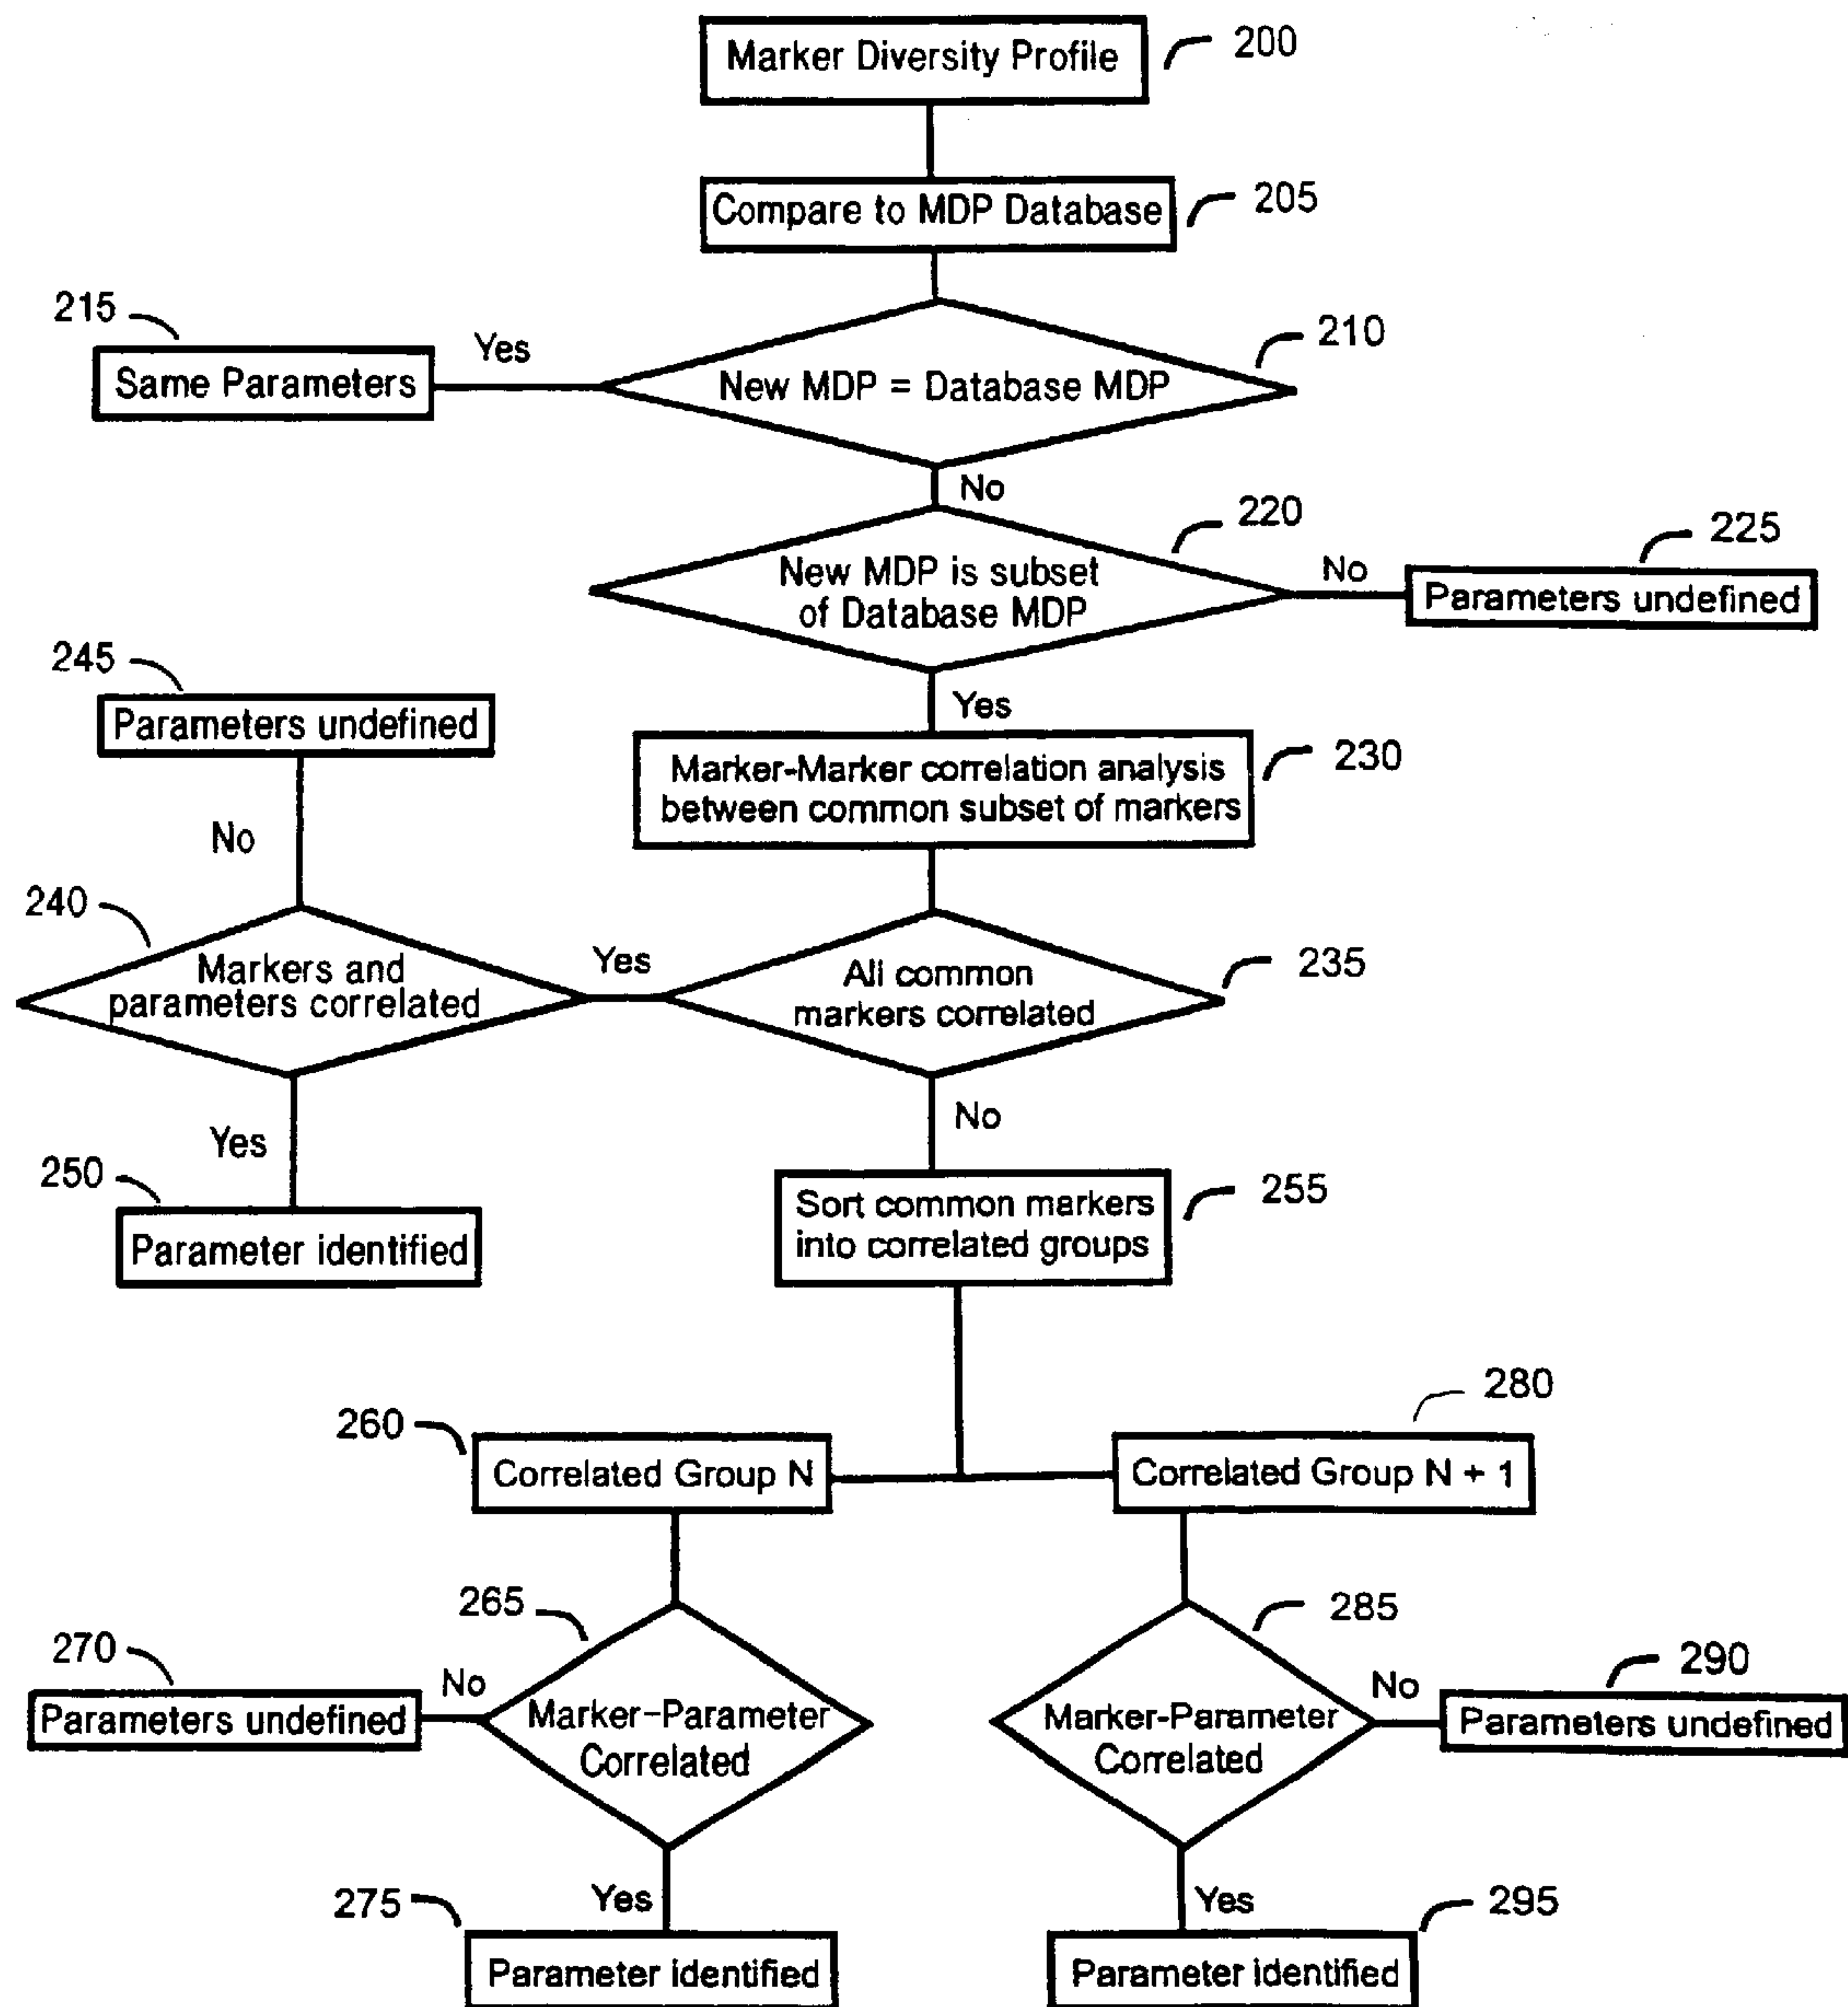 Marker Diversity Profile
200
Compare to MDP Database
205
215
Same Parameters
Yes
New MDP = Database MDP
210
No
220
New MDP is subset
of Database MDP
No
225
Parameters undefined
245
Parameters undefined
Yes
Marker-Marker correlation analysis
between common subset of markers
230
No
240
Markers and
parameters correlated
Yes
All common
markers correlated
235
Yes
No
250
Parameter identified
Sort common markers
into correlated groups
255
260
Correlated Group N
280
Correlated Group N + 1
265
285
270
Parameters undefined
No
Marker-Parameter
Correlated
Marker-Parameter
Correlated
No
290
Parameters undefined
275
Yes
Parameter identified
Yes
295
Parameter identified